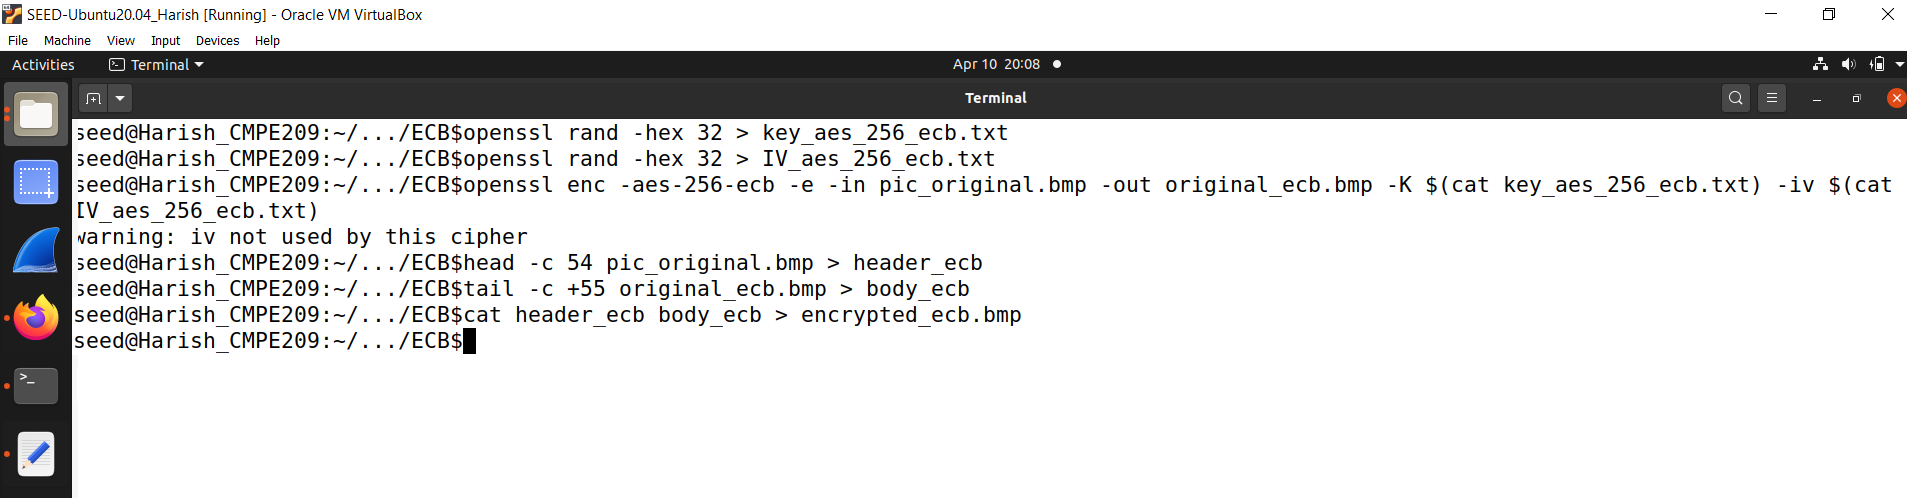 SEED-Ubuntu20.04_Harish [Running] - Oracle VM VirtualBox
File Machine View Input Devices Help
Activities Terminal Apr 10 20:08
Terminal
seed@Harish_CMPE209:~/.../ECB$openssl rand -hex 32 > key_aes_256_ecb.txt
seed@Harish_CMPE209:~/.../ECB$openssl rand -hex 32 > IV_aes_256_ecb.txt
seed@Harish_CMPE209:~/.../ECB$openssl enc -aes-256-ecb -e -in pic_original.bmp -out original_ecb.bmp -K $(cat key_aes_256_ecb.txt) -iv $(cat
IV_aes_256_ecb.txt)
warning: iv not used by this cipher
seed@Harish_CMPE209:~/.../ECB$head -c 54 pic_original.bmp > header_ecb
seed@Harish_CMPE209:~/.../ECB$tail -c +55 original_ecb.bmp > body_ecb
seed@Harish_CMPE209:~/.../ECB$cat header_ecb body_ecb > encrypted_ecb.bmp
seed@Harish_CMPE209:~/.../ECB$